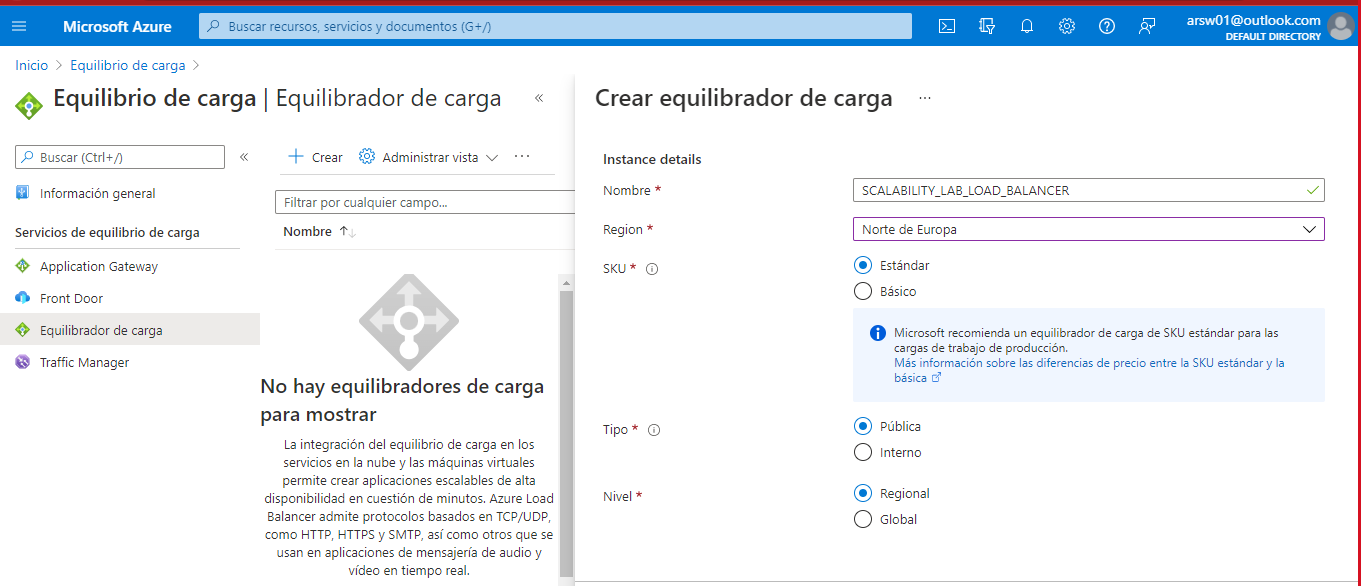 Microsoft Azure
Buscar recursos, servicios y documentos (G+/)
arsw01@outlook.com
DEFAULT DIRECTORY
Inicio > Equilibrio de carga >
Equilibrio de carga | Equilibrador de carga «
Buscar (Ctrl+/) «
Información general
Servicios de equilibrio de carga
Application Gateway
Front Door
Equilibrador de carga
Traffic Manager
+ Crear Administrar vista ...
Filtrar por cualquier campo...
Nombre ↑↓
No hay equilibradores de carga
para mostrar
La integración del equilibrio de carga en los
servicios en la nube y las máquinas virtuales
permite crear aplicaciones escalables de alta
disponibilidad en cuestión de minutos. Azure Load
Balancer admite protocolos basados en TCP/UDP,
como HTTP, HTTPS y SMTP, así como otros que se
usan en aplicaciones de mensajería de audio y
vídeo en tiempo real.
Crear equilibrador de carga ...
Instance details
Nombre *
SCALABILITY_LAB_LOAD_BALANCER
Region *
Norte de Europa
SKU *
Estándar
Básico
Microsoft recomienda un equilibrador de carga de SKU estándar para las
cargas de trabajo de producción.
Más información sobre las diferencias de precio entre la SKU estándar y la
básica
Tipo *
Pública
Interno
Nivel *
Regional
Global